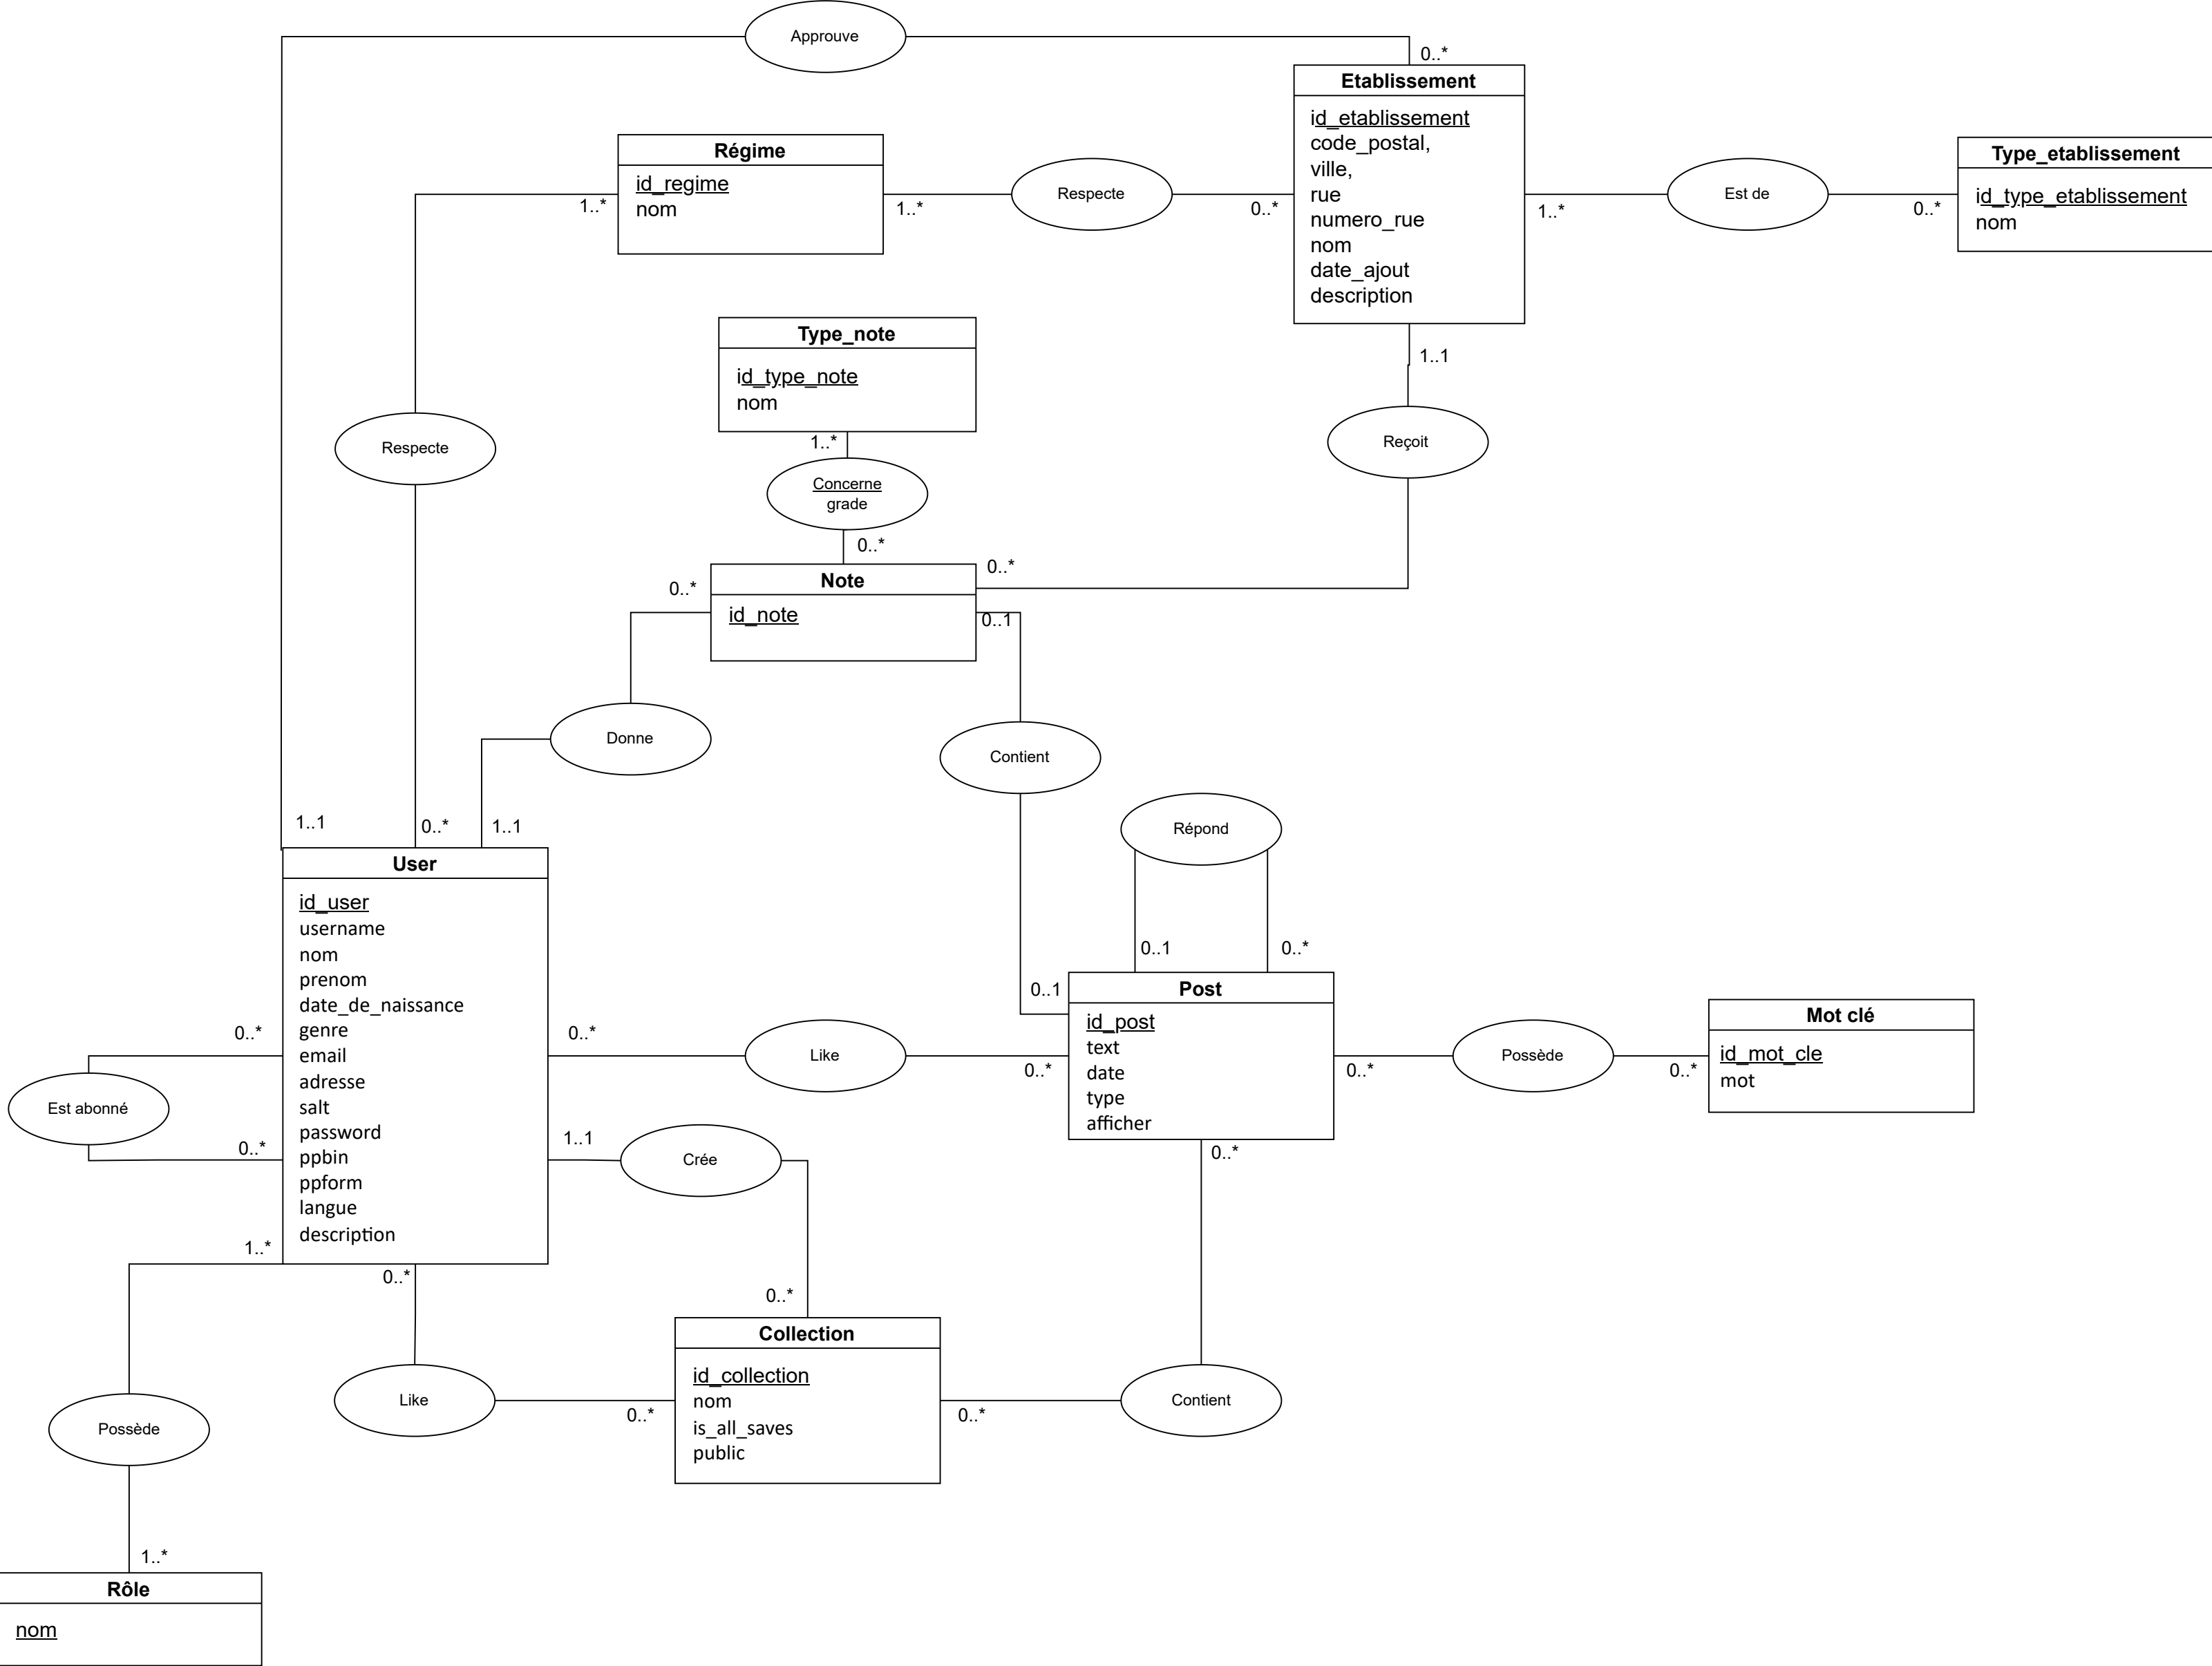 Approuve
0..*
Etablissement
id_etablissement
code_postal,
ville,
rue
numero_rue
nom
date_ajout
description
Régime
id_regime
nom
1..*
1..*
Respecte
0..*
1..*
Est de
0..*
Type_etablissement
id_type_etablissement
nom
Type_note
id_type_note
nom
1..*
1..1
Respecte
Reçoit
Concerne
grade
0..*
0..*
Note
id_note
0..*
0..1
Donne
Contient
1..1
0..*
1..1
Répond
0..1
0..*
User
id_user
username
nom
prenom
date_de_naissance
genre
email
adresse
salt
password
ppbin
ppform
langue
description
0..1
Post
id_post
text
date
type
afficher
Mot clé
id_mot_cle
mot
0..*
0..*
Like
0..*
0..*
Possède
0..*
Est abonné
0..*
1..1
Crée
0..*
1..*
0..*
0..*
Collection
id_collection
nom
is_all_saves
public
Like
0..*
0..*
Contient
Possède
1..*
Rôle
nom